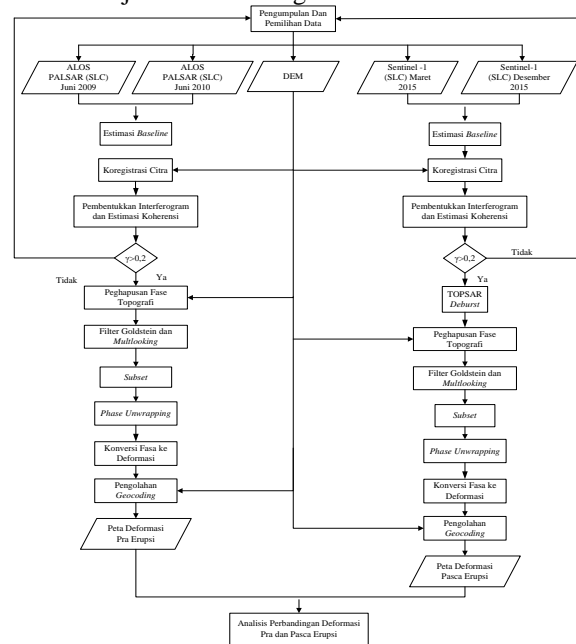 Pengumpulan Dan
Pemilihan Data
ALOS
PALSAR (SLC)
Juni 2009
ALOS
PALSAR (SLC)
Juni 2010
DEM
Sentinel -1
(SLC) Maret
2015
Sentinel-1
(SLC) Desember
2015
Estimasi Baseline
Koregistrasi Citra
Pembentukkan Interferogram
dan Estimasi Koherensi
γ>0,2
Tidak
Ya
Peghapusan Fase
Topografi
Filter Goldstein dan
Multlooking
Subset
Phase Unwrapping
Konversi Fasa ke
Deformasi
Pengolahan
Geocoding
Peta Deformasi
Pra Erupsi
Estimasi Baseline
Koregistrasi Citra
Pembentukkan Interferogram
dan Estimasi Koherensi
γ>0,2
Tidak
Ya
TOPSAR
Deburst
Peghapusan Fase
Topografi
Filter Goldstein dan
Multlooking
Subset
Phase Unwrapping
Konversi Fasa ke
Deformasi
Pengolahan
Geocoding
Peta Deformasi
Pasca Erupsi
Analisis Perbandingan Deformasi
Pra dan Pasca Erupsi